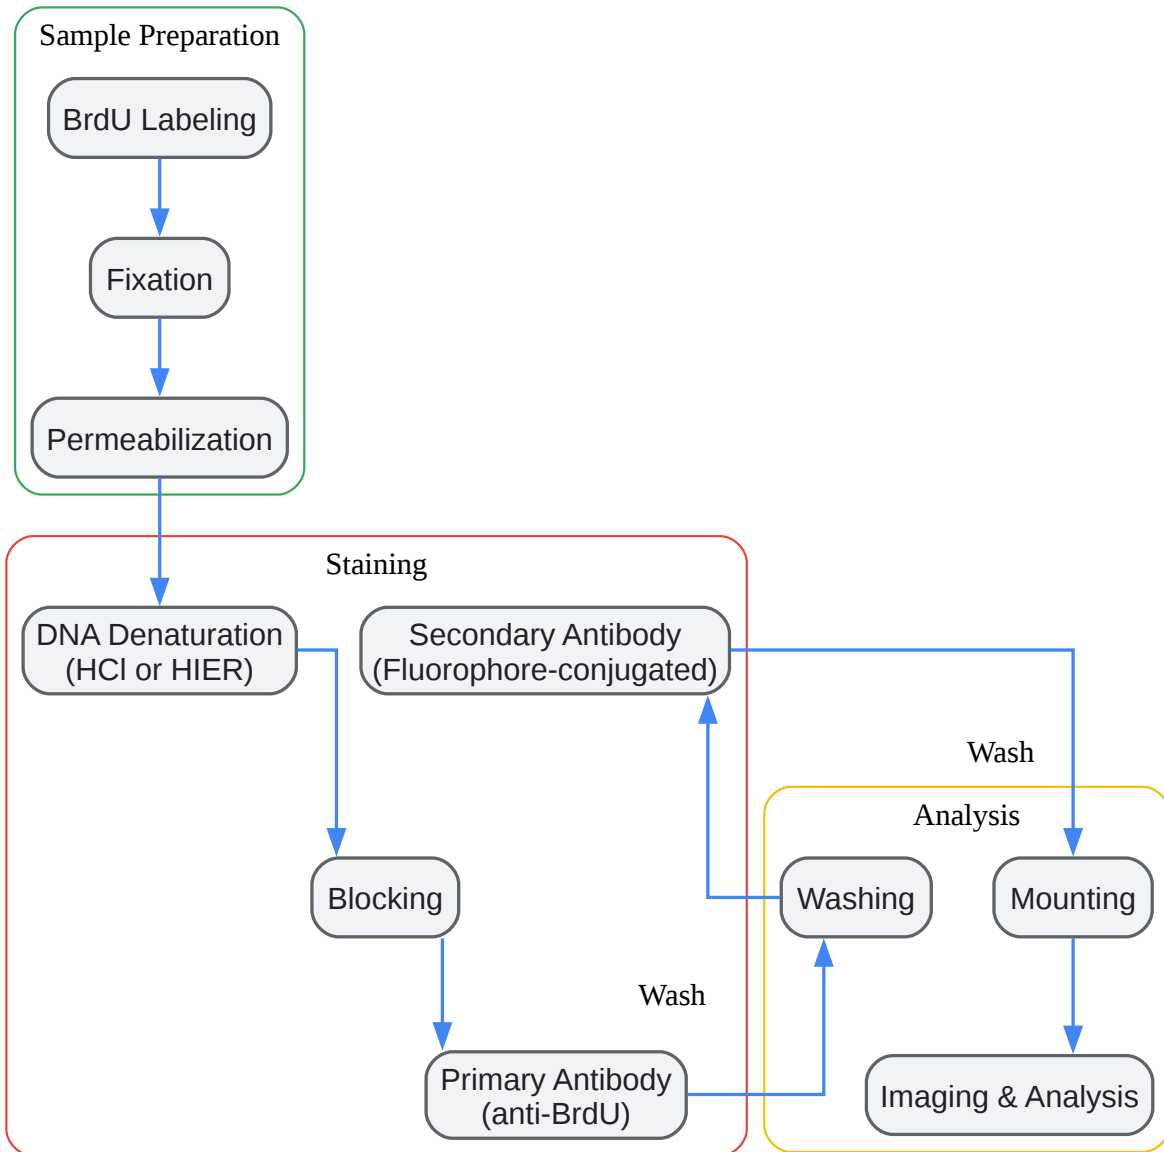 Sample Preparation
BrdU Labeling
Fixation
Permeabilization
Staining
DNA Denaturation
(HCl or HIER)
Secondary Antibody
(Fluorophore-conjugated)
Wash
Analysis
Blocking
Washing
Mounting
Wash
Primary Antibody
(anti-BrdU)
Imaging & Analysis